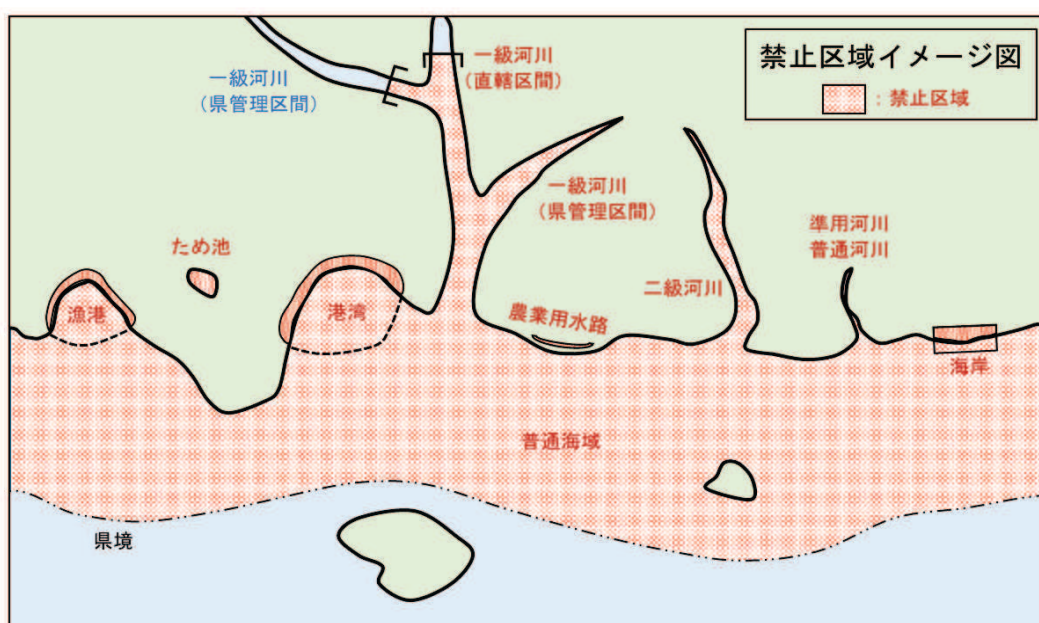 禁止区域イメージ図
：禁止区域
一級河川
（直轄区間）
一級河川
（県管理区間）
一級河川
（県管理区間）
準用河川
普通河川
ため池
二級河川
漁港
港湾
農業用水路
海岸
普通海域
県境